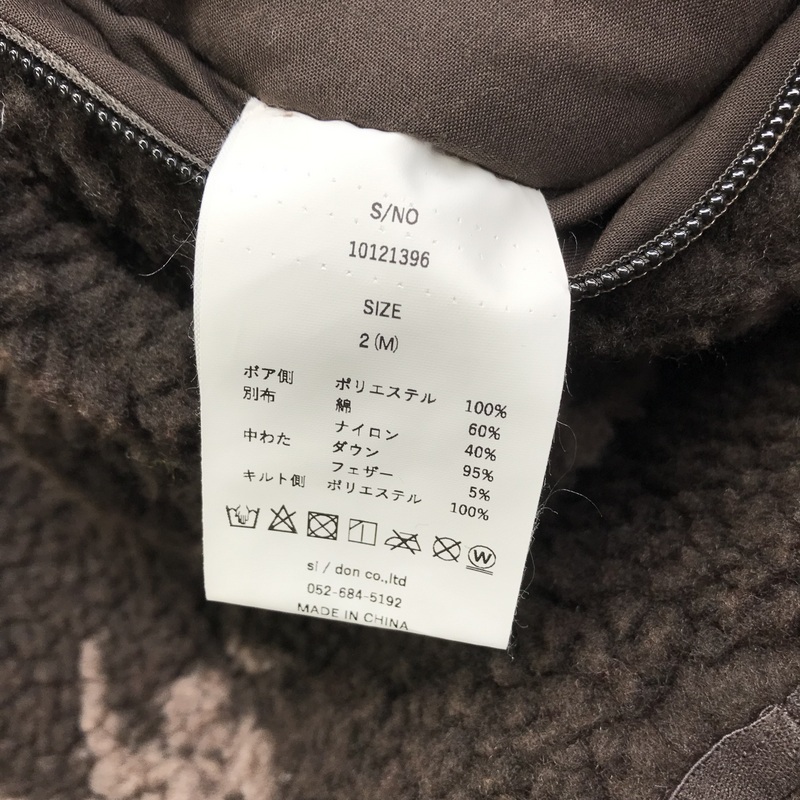 S/NO
10121396
SIZE
2 (M)
ボア側 ポリエステル 100%
別布 綿 60%
ナイロン 40%
中わた ダウン 95%
フェザー 5%
キルト側 ポリエステル 100%
W
si / don co.,ltd
052-684-5192
MADE IN CHINA